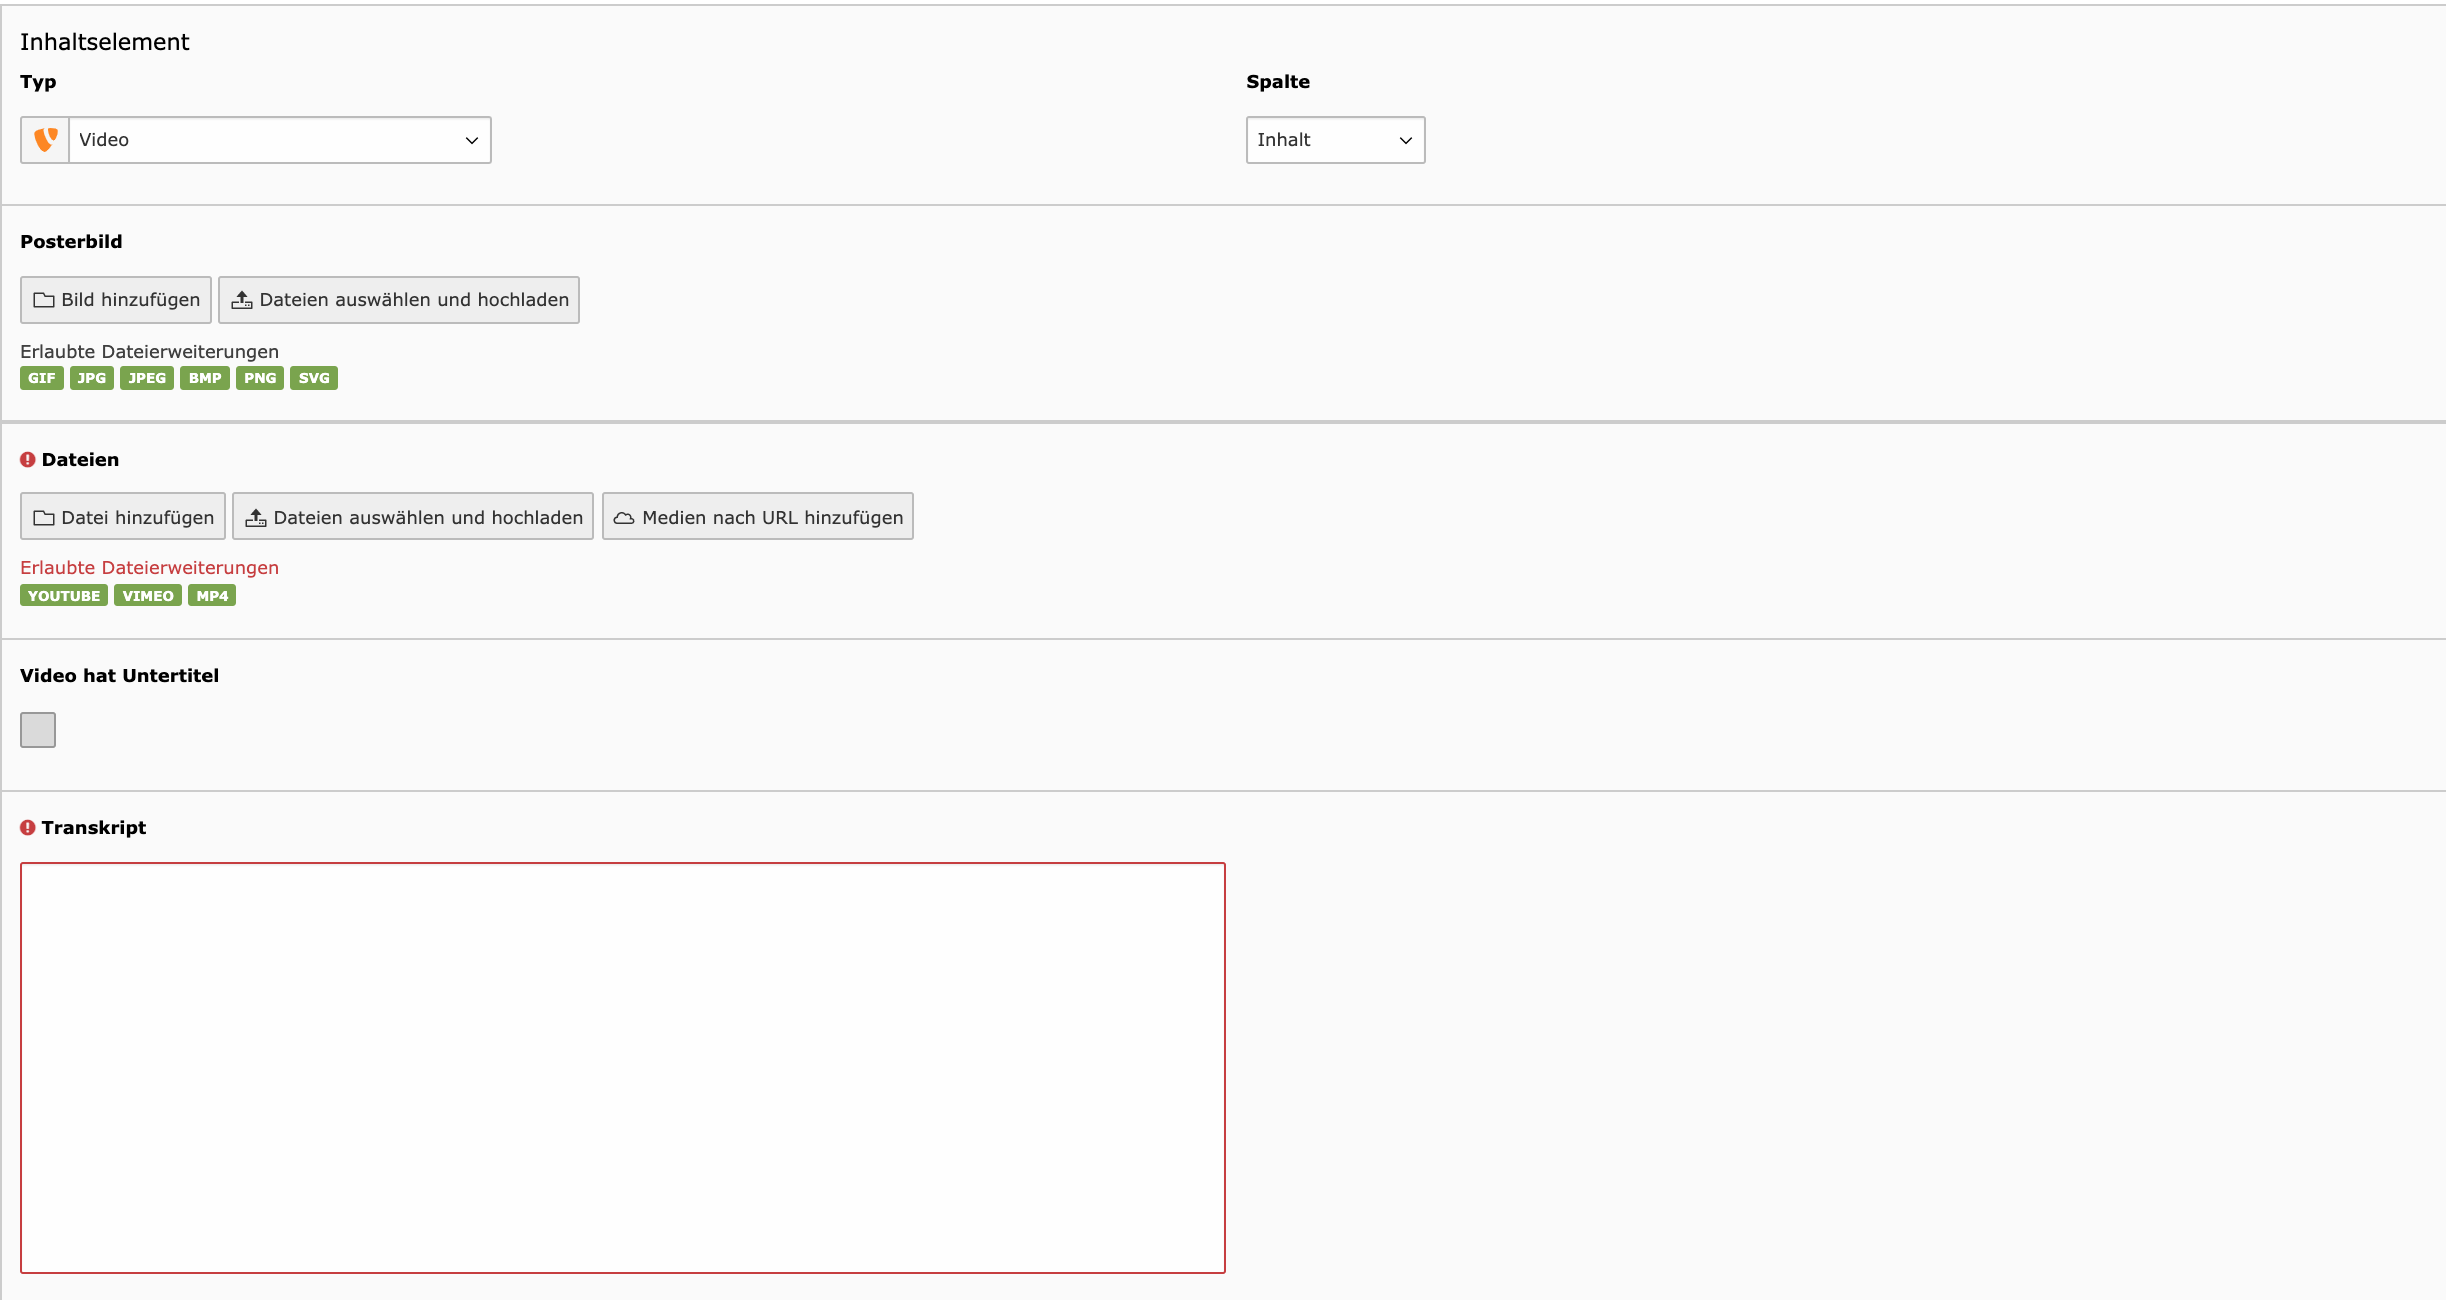 Inhaltselement
Typ
Spalte
Video
Inhalt
Posterbild
Bild hinzufügen
Dateien auswählen und hochladen
Erlaubte Dateierweiterungen
GIF JPG JPEG BMP PNG SVG
Dateien
Datei hinzufügen
Dateien auswählen und hochladen
Medien nach URL hinzufügen
Erlaubte Dateierweiterungen
YOUTUBE VIMEO MP4
Video hat Untertitel
Transkript